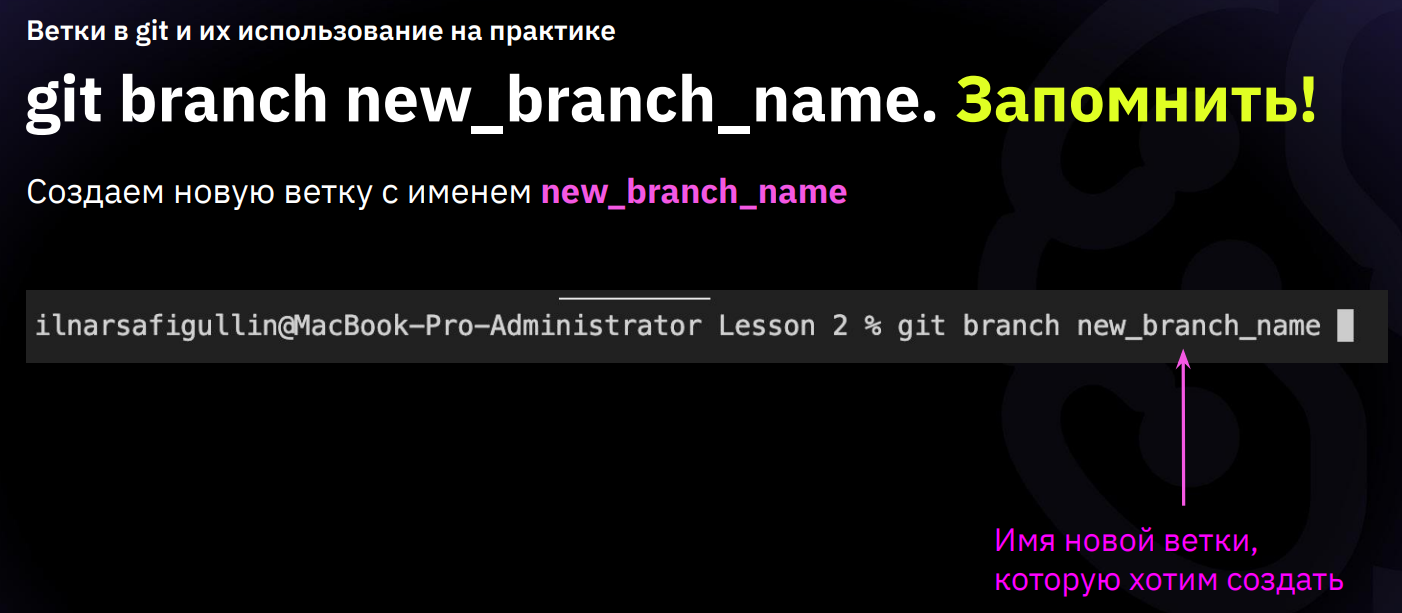 Ветки в git и их использование на практике
git branch new_branch_name. Запомнить!
Создаем новую ветку с именем new_branch_name
ilnarsafigullin@MacBook-Pro-Administrator Lesson 2 % git branch new_branch_name
Имя новой ветки,
которую хотим создать